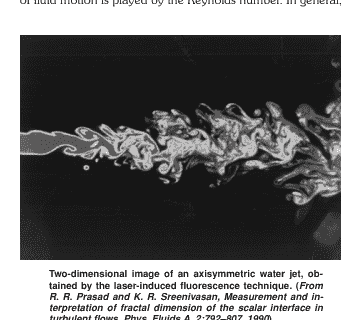 of fluid motion is played by the Reynolds number. In general,
Two-dimensional image of an axisymmetric water jet, ob-
tained by the laser-induced fluorescence technique. (From
R. R. Prasad and K. R. Sreenivasan, Measurement and in-
terpretation of fractal dimension of the scalar interface in
turbulent flows, Phys. Fluids A, 2:792–807, 1990)